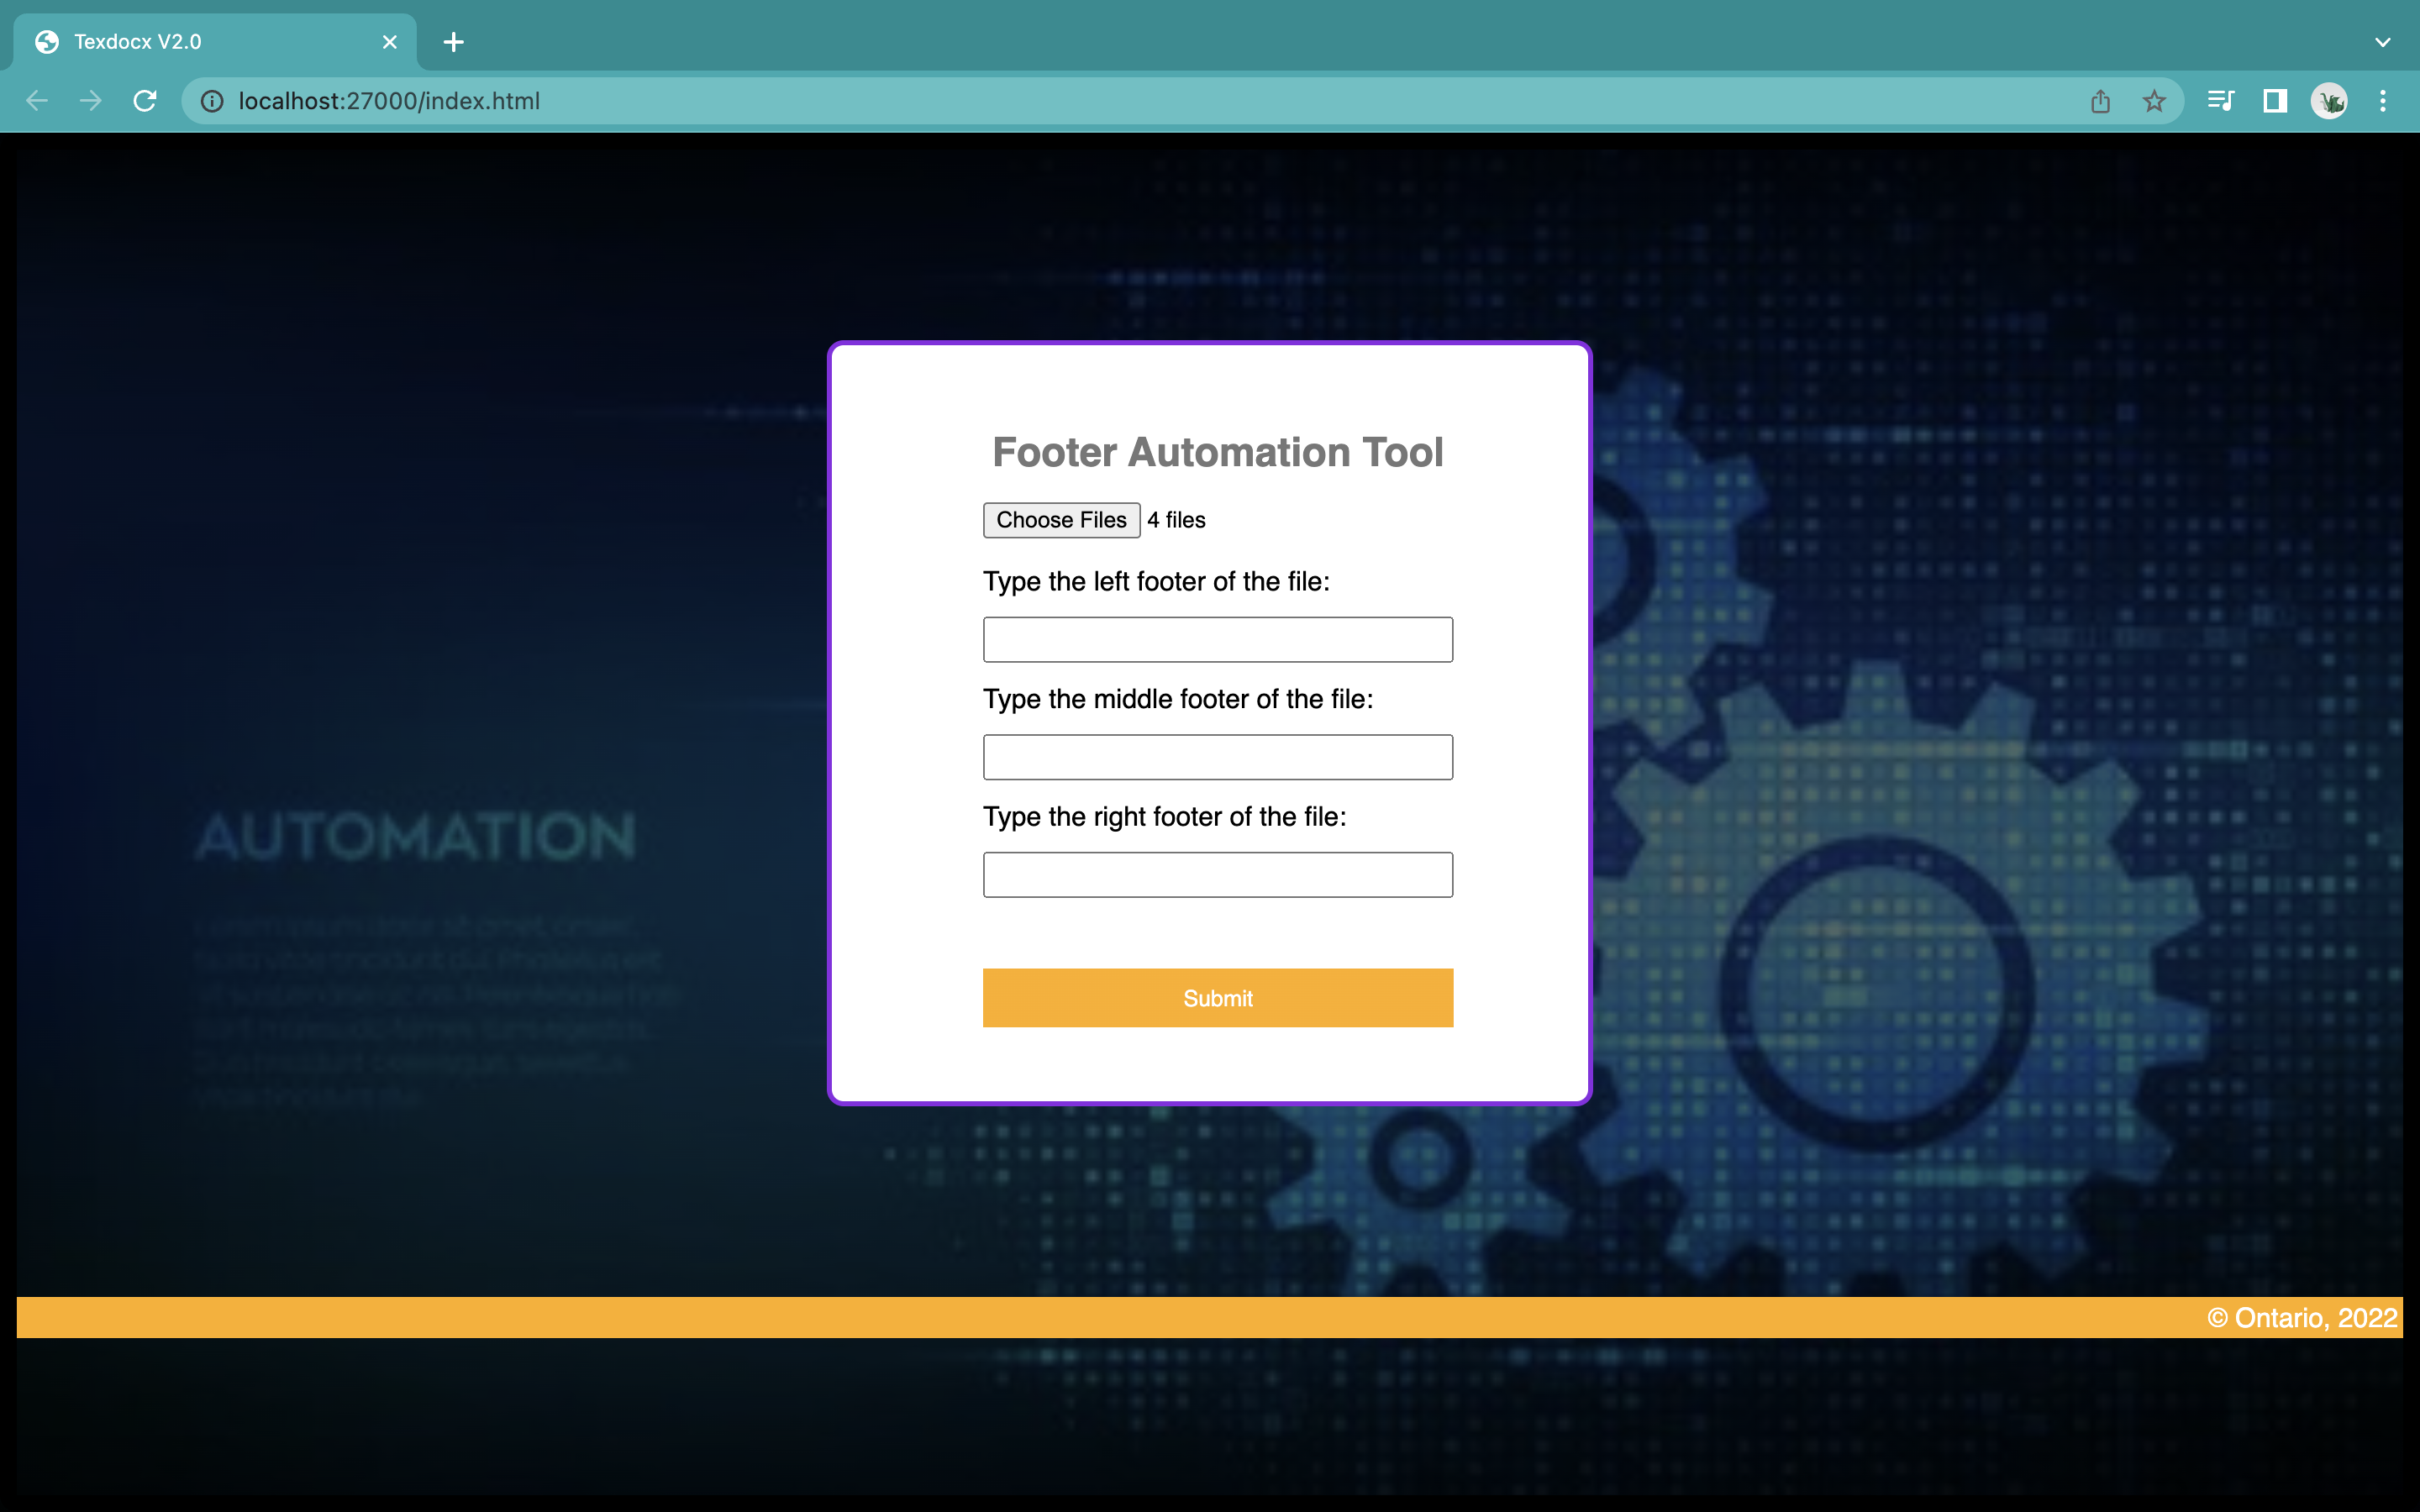 Texdocx V2.0
localhost:27000/index.html
Footer Automation Tool
Choose Files 4 files
Type the left footer of the file:
Type the middle footer of the file:
Type the right footer of the file:
Submit
AUTOMATION
© Ontario, 2022